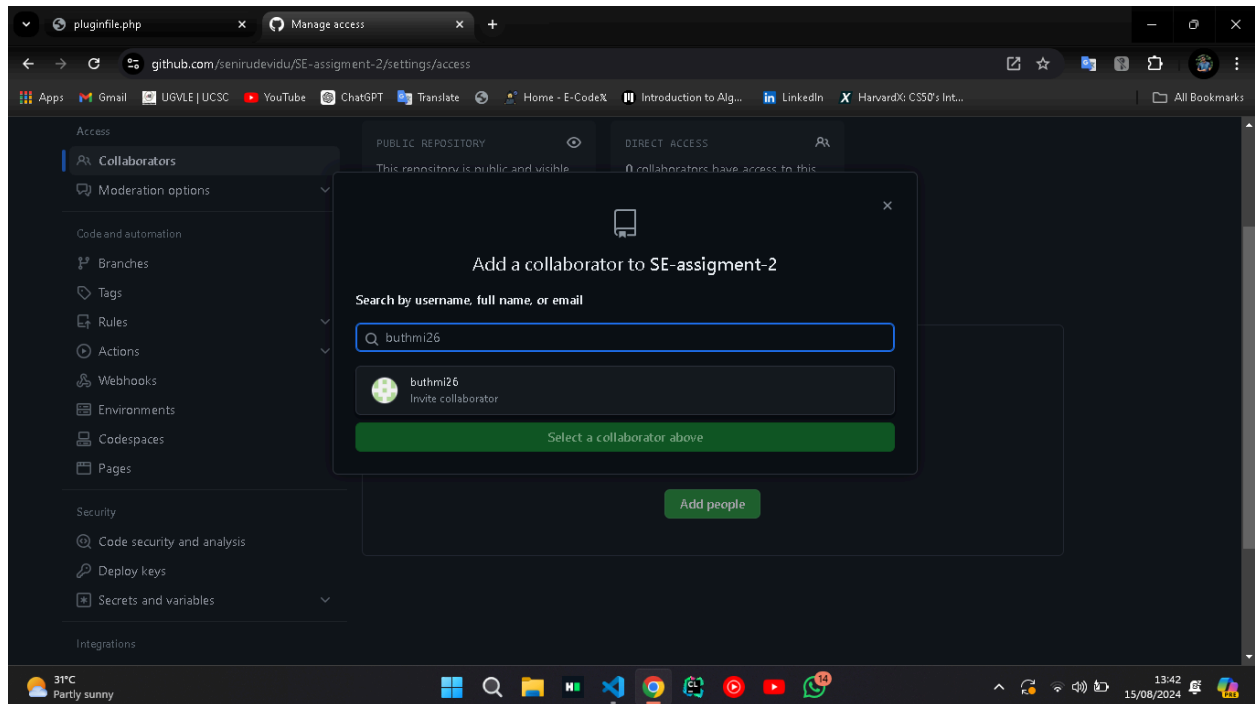 pluginfile.php
Manage access
github.com/senirudevidu/SE-assigment-2/settings/access
Apps Gmail UGVLE | UCSC YouTube ChatGPT Translate Home - E-CodeX Introduction to Alg... LinkedIn HarvardX: CS50's Int... All Bookmarks
Access
Collaborators
Moderation options
Code and automation
Branches
Tags
Rules
Actions
Webhooks
Environments
Codespaces
Pages
Security
Code security and analysis
Deploy keys
Secrets and variables
Integrations
PUBLIC REPOSITORY
This repository is public and visible
DIRECT ACCESS
0 collaborators have access to this
Add a collaborator to SE-assigment-2
Search by username, full name, or email
buthmi26
buthmi26
Invite collaborator
Select a collaborator above
Add people
31°C
Partly sunny
14
13:42
15/08/2024
PRE